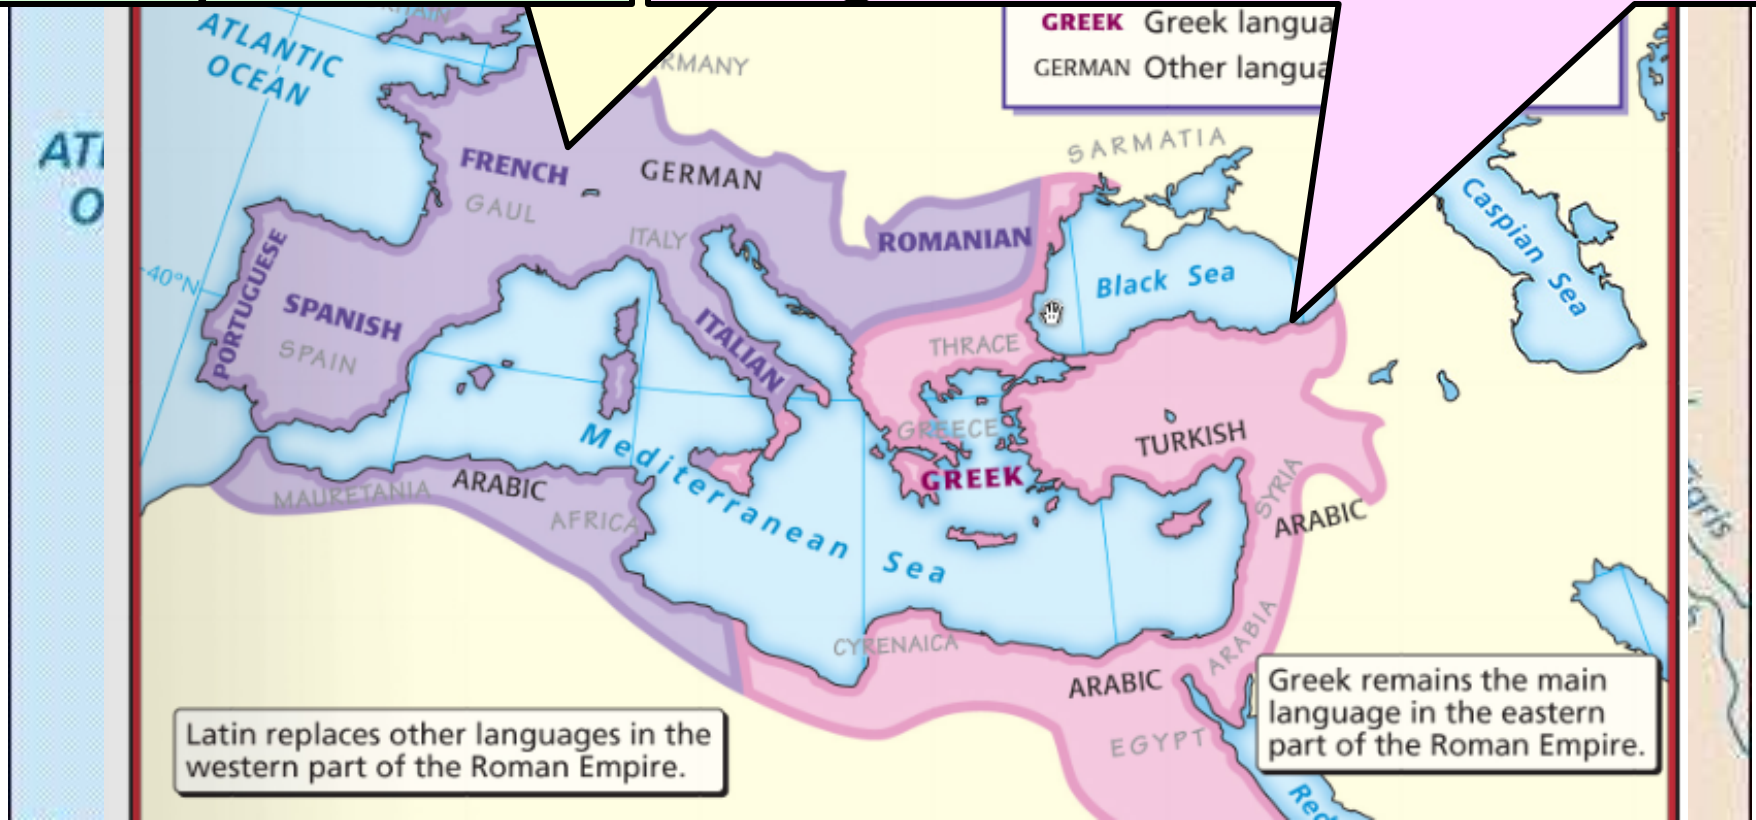 GREEK Greek langua
GERMAN Other langua
ATLANTIC
OCEAN
RMANY
SARMATIA
FRENCH
GERMAN
GAUL
ITALY
ROMANIAN
Black Sea
Caspian Sea
40°N
PORTUGUESE
SPANISH
SPAIN
ITALIAN
THRACE
GREECE
GREEK
TURKISH
SYRIA
ARABIC
Mediterranean Sea
MAURETANIA
ARABIC
AFRICA
CYRENAICA
ARABIC
ARABIA
EGYPT
Red
Latin replaces other languages in the
western part of the Roman Empire.
Greek remains the main
language in the eastern
part of the Roman Empire.
AT
O
igris